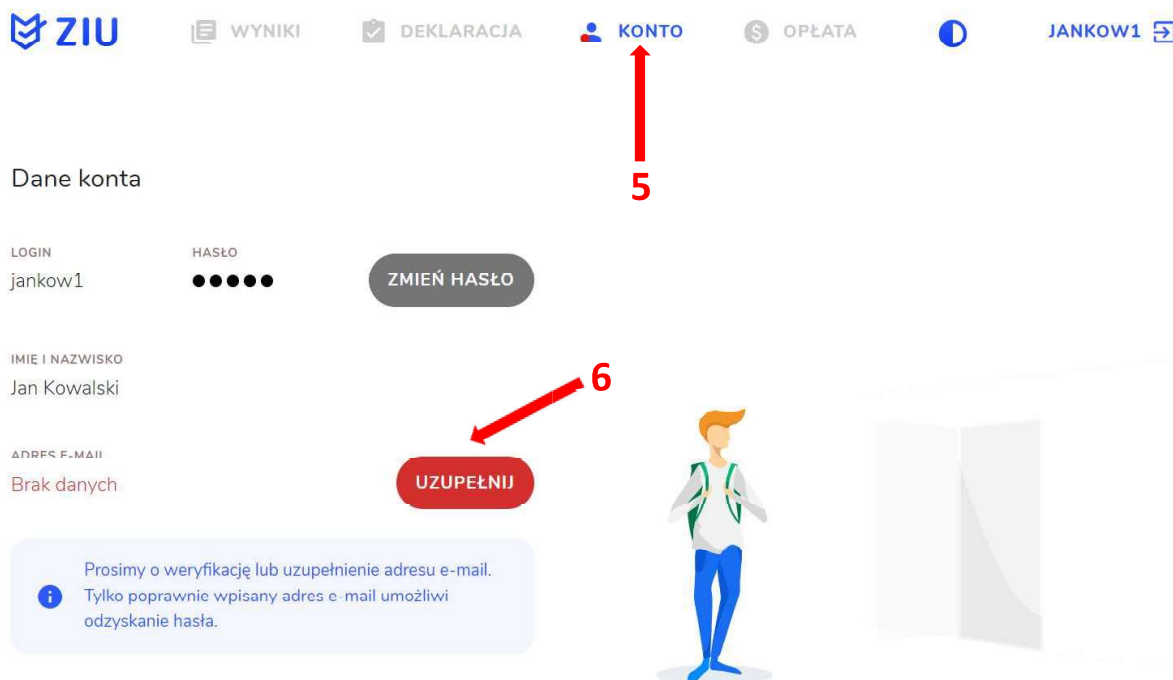 ZIU WYNIKI DEKLARACJA KONTO OPŁATA JANKOW1
5
Dane konta
LOGIN HASŁO
jankow1 ●●●●● ZMIEŃ HASŁO
IMIĘ I NAZWISKO
Jan Kowalski
6
ADRES E-MAIL
Brak danych UZUPEŁNIJ
Prosimy o weryfikację lub uzupełnienie adresu e-mail.
Tylko poprawnie wpisany adres e-mail umożliwi
odzyskanie hasła.